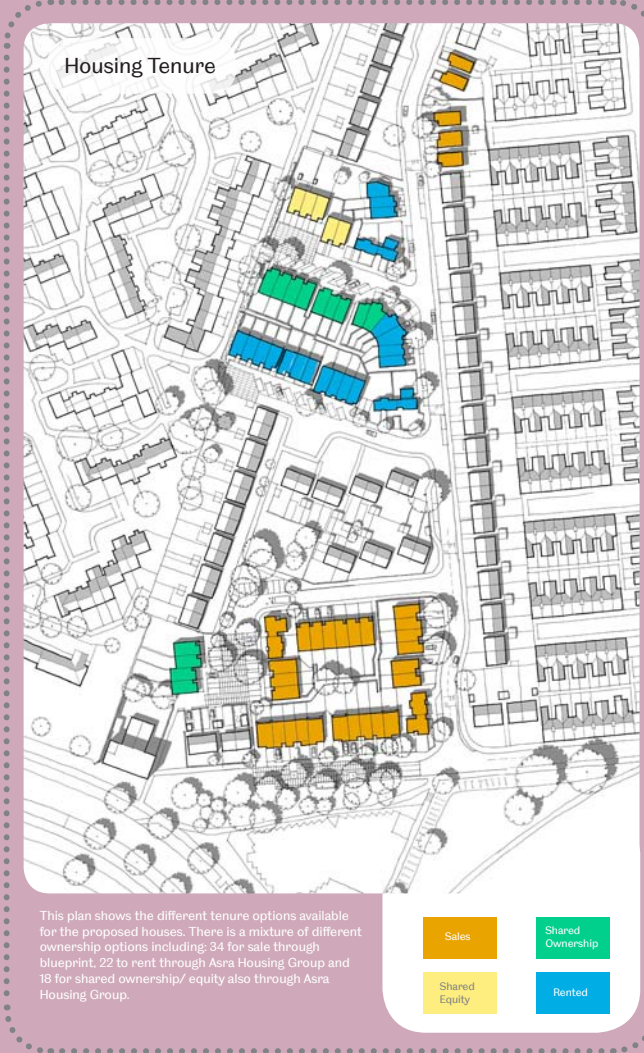 Housing Tenure
This plan shows the different tenure options available
for the proposed houses. There is a mixture of different
ownership options including: 34 for sale through
blueprint, 22 to rent through Asra Housing Group and
18 for shared ownership/ equity also through Asra
Housing Group.
Sales
Shared
Ownership
Shared
Equity
Rented